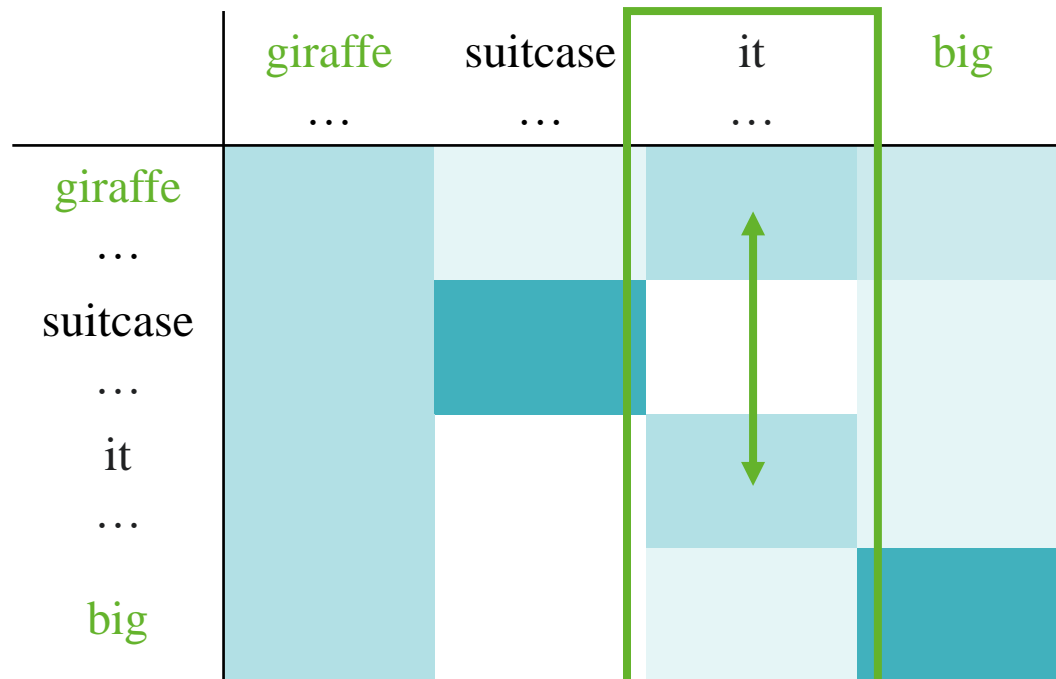 giraffe suitcase it big
… … …
giraffe
…
suitcase
…
it
…
big